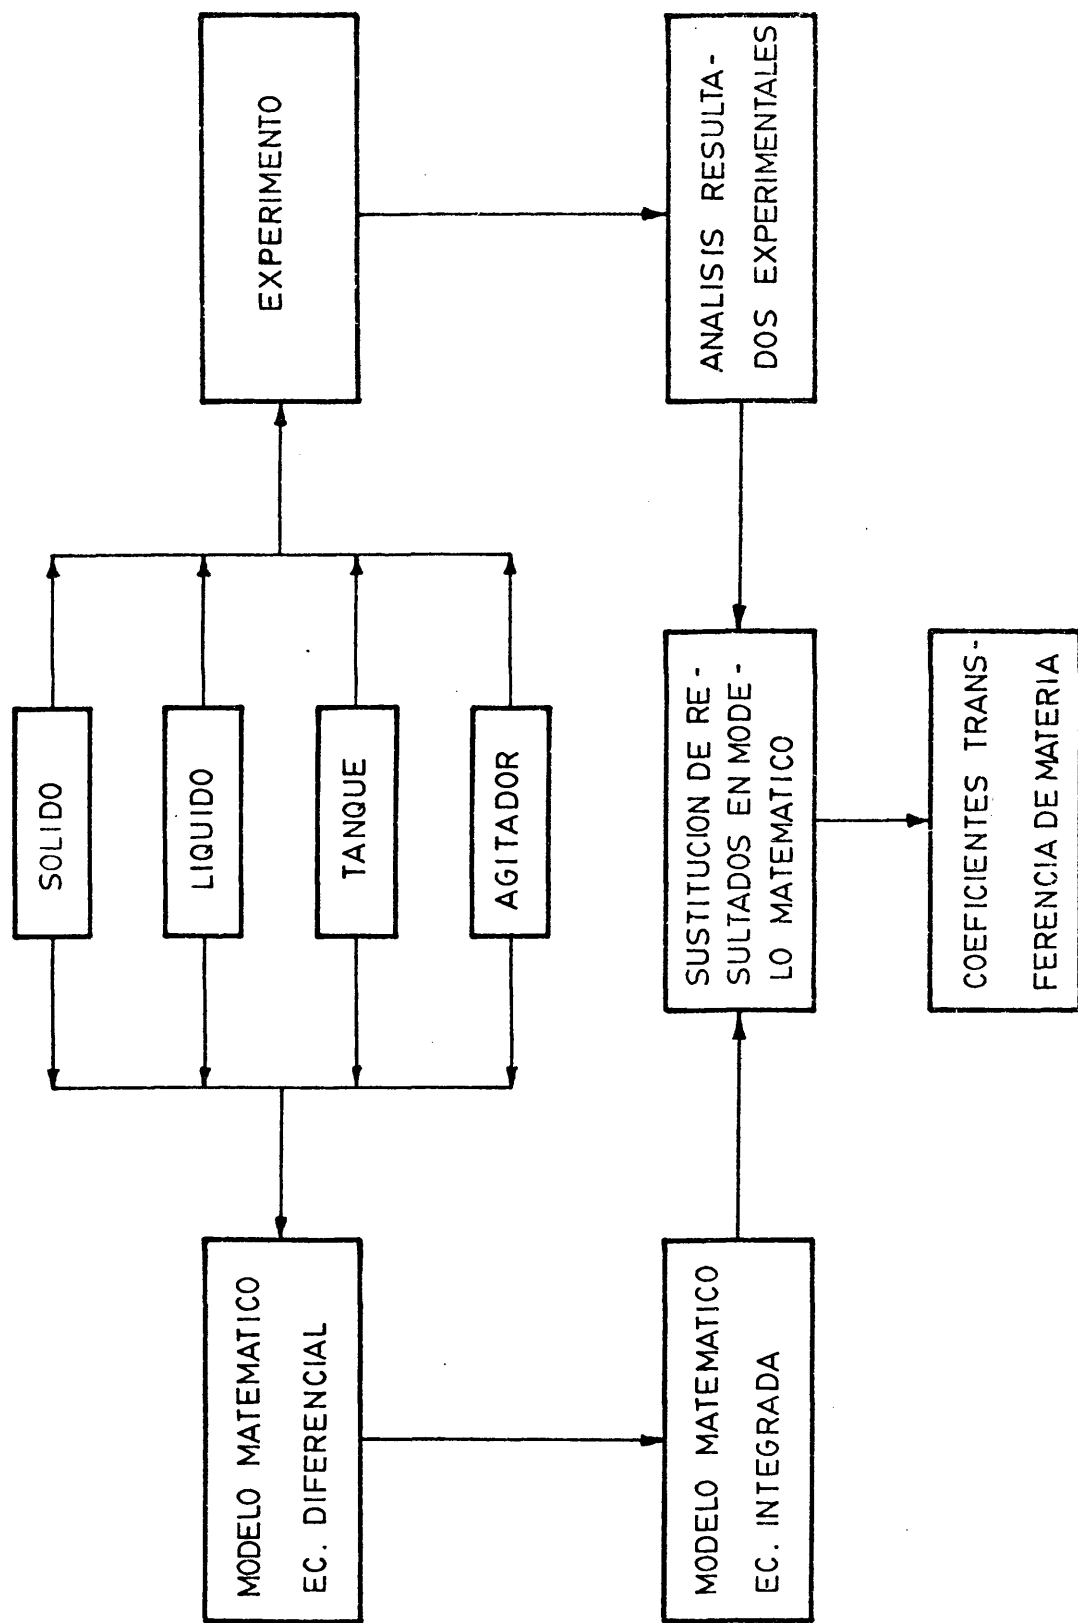 SOLIDO
LIQUIDO
TANQUE
AGITADOR
MODELO MATEMATICO
EC. DIFERENCIAL
EXPERIMENTO
MODELO MATEMATICO
EC. INTEGRADA
SUSTITUCION DE RE-
SULTADOS EN MODE-
LO MATEMATICO
ANALISIS RESULTA-
DOS EXPERIMENTALES
COEFICIENTES TRANS-
FERENCIA DE MATERIA